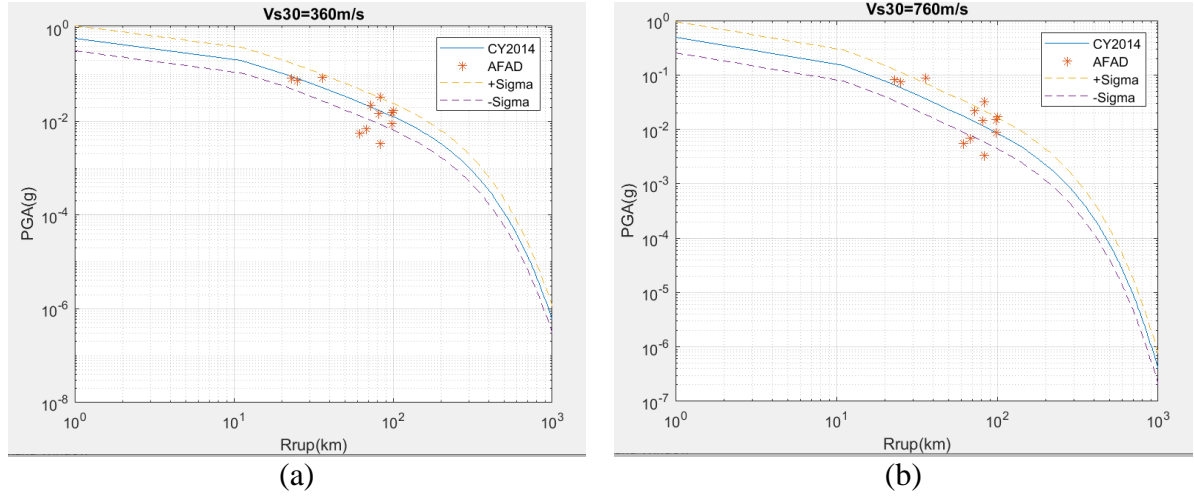 Vs30=360m/s
10^0
10^-2
10^-4
10^-6
10^-8
PGA(g)
CY2014
AFAD
+Sigma
-Sigma
10^0
10^1
10^2
10^3
Rrup(km)
(a)
Vs30=760m/s
10^0
10^-1
10^-2
10^-3
10^-4
10^-5
10^-6
10^-7
PGA(g)
CY2014
AFAD
+Sigma
-Sigma
10^0
10^1
10^2
10^3
Rrup(km)
(b)